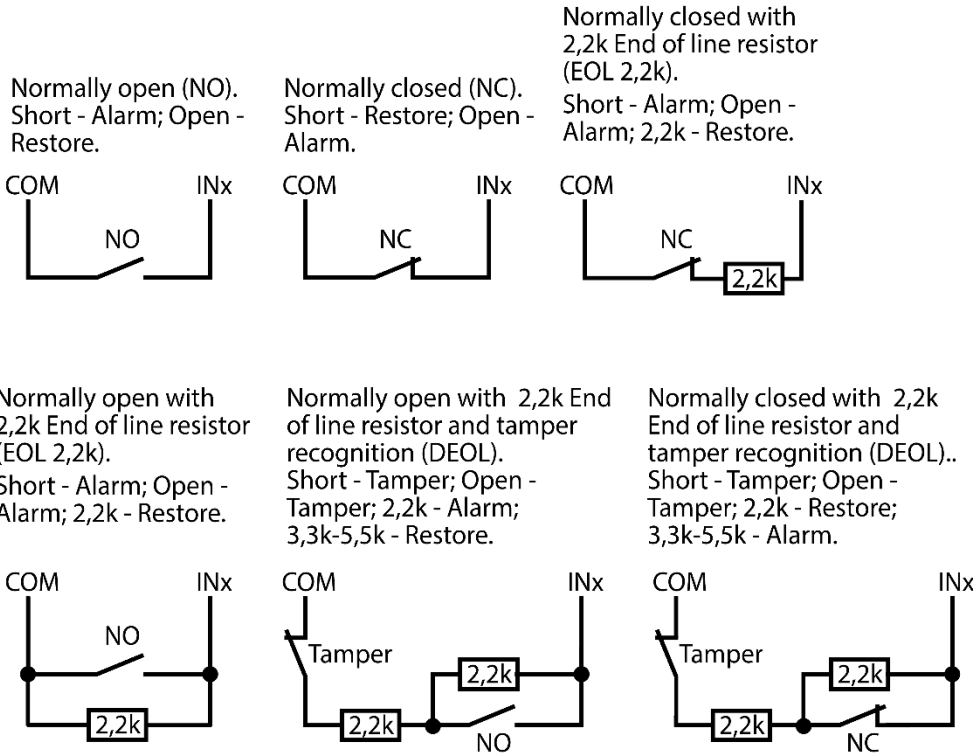 Normally open (NO).
Short - Alarm; Open -
Restore.
COM
INx
NO
Normally closed (NC).
Short - Restore; Open -
Alarm.
COM
INx
NC
Normally closed with
2,2k End of line resistor
(EOL 2,2k).
Short - Alarm; Open -
Alarm; 2,2k - Restore.
COM
INx
NC
2,2k
Normally open with
2,2k End of line resistor
(EOL 2,2k).
Short - Alarm; Open -
Alarm; 2,2k - Restore.
COM
INx
NO
2,2k
Normally open with 2,2k End
of line resistor and tamper
recognition (DEOL).
Short - Tamper; Open -
Tamper; 2,2k - Alarm;
3,3k-5,5k - Restore.
COM
INx
Tamper
2,2k
2,2k
NO
Normally closed with 2,2k
End of line resistor and
tamper recognition (DEOL)..
Short - Tamper; Open -
Tamper; 2,2k - Restore;
3,3k-5,5k - Alarm.
COM
INx
Tamper
2,2k
2,2k
NC